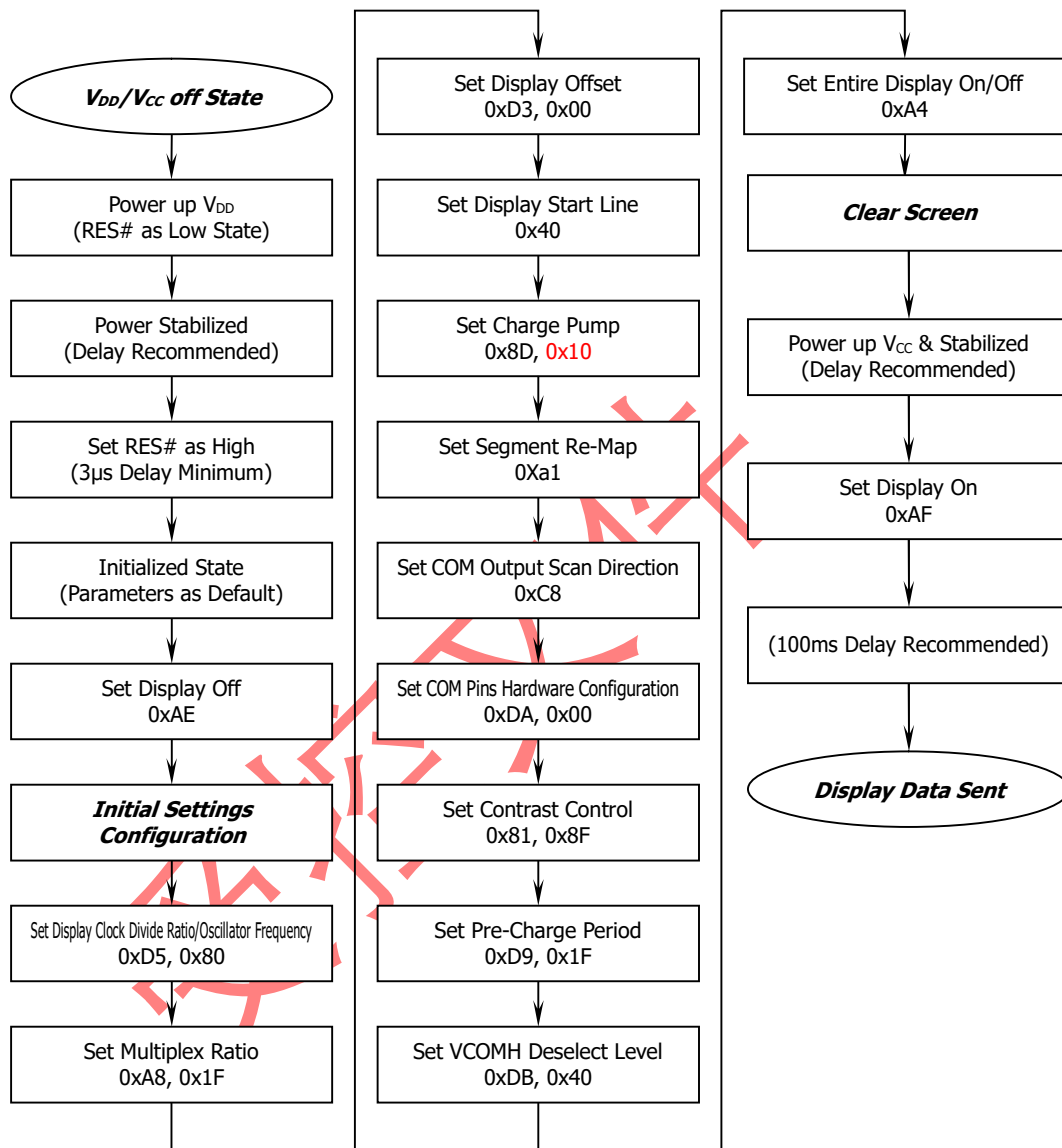 VDD/VCC off State
Power up VDD
(RES# as Low State)
Power Stabilized
(Delay Recommended)
Set RES# as High
(3μs Delay Minimum)
Initialized State
(Parameters as Default)
Set Display Off
0xAE
Initial Settings
Configuration
Set Display Clock Divide Ratio/Oscillator Frequency
0xD5, 0x80
Set Multiplex Ratio
0xA8, 0x1F
Set Display Offset
0xD3, 0x00
Set Display Start Line
0x40
Set Charge Pump
0x8D, 0x10
Set Segment Re-Map
0Xa1
Set COM Output Scan Direction
0xC8
Set COM Pins Hardware Configuration
0xDA, 0x00
Set Contrast Control
0x81, 0x8F
Set Pre-Charge Period
0xD9, 0x1F
Set VCOMH Deselect Level
0xDB, 0x40
Set Entire Display On/Off
0xA4
Clear Screen
Power up VCC & Stabilized
(Delay Recommended)
Set Display On
0xAF
(100ms Delay Recommended)
Display Data Sent